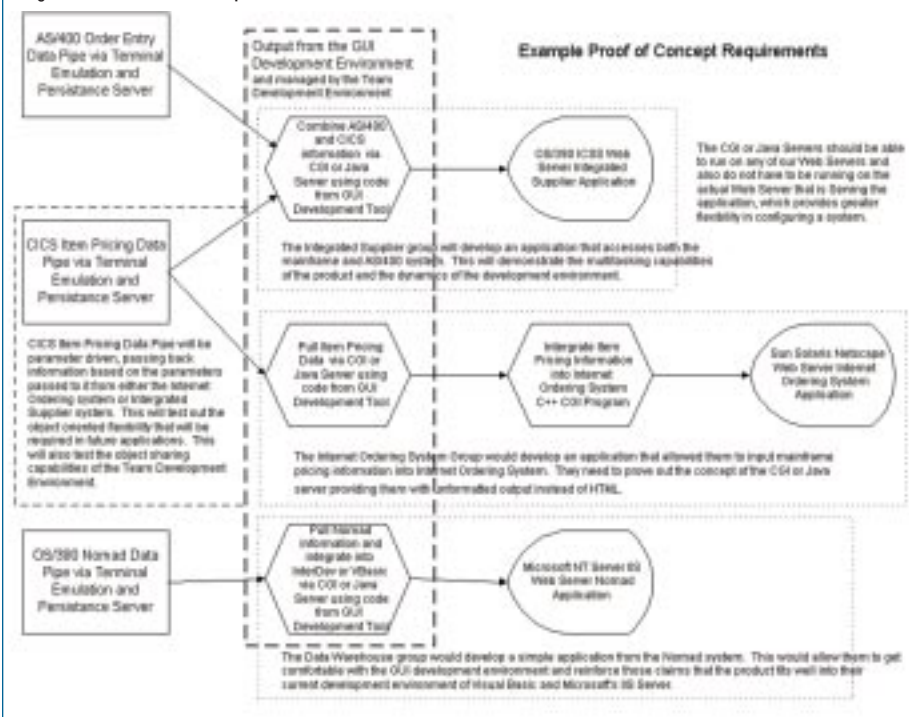 AS/400 Order Entry
Data Pipe via Terminal
Emulation and
Persistance Server
Output from the GUI
Development Environment
and managed by the Team
Development Environment
Example Proof of Concept Requirements
Combine AS/400
and CICS
information via
CGI or Java
Server using code
from GUI
Development Tool
OS/390 ICSS Web
Server Integrated
Supplier Application
The CGI or Java Servers should be able
to run on any of our Web Servers and
also do not have to be running on the
actual Web Server that is Serving the
application, which provides greater
flexibility in configuring a system.
The Integrated Supplier group will develop an application that accesses both the
mainframe and AS/400 system. This will demonstrate the multitasking capabilities
of the product and the dynamics of the development environment.
CICS Item Pricing Data
Pipe via Terminal
Emulation and
Persistance Server
CICS Item Pricing Data Pipe will be
parameter driven, passing back
information based on the parameters
passed to it from either the Internet
Ordering system or Intergrated
Supplier system. This will test out the
object oriented flexibility that will be
required in future applications. This
will also test the object sharing
capabilities of the Team Development
Environment.
Pull Item Pricing
Data via CGI or
Java Server using
code from GUI
Development Tool
Intergrate Item
Pricing Information
into Internet
Ordering System
C++ CGI Program
Sun Solaris Netscape
Web Server Internet
Ordering System
Application
The Internet Ordering System Group would develop an application that allowed them to input mainframe
pricing information into Internet Ordering System. They need to prove out the concept of the CGI or Java
server providing them with unformatted output instead of HTML.
OS/390 Nomad Data
Pipe via Terminal
Emulation and
Persistance Server
Pull Nomad
Information and
integrate into
InterDev or VBasic
via CGI or Java
Server using code
from GUI
Development Tool
Microsoft NT Server IIS
Web Server Nomad
Application
The Data Warehouse group would develop a simple application from the Nomad system. This would allow them to get
comfortable with the GUI development environment and reinforce those claims that the product fits well into their
current development environment of Visual Basic and Microsoft's IIS Server.